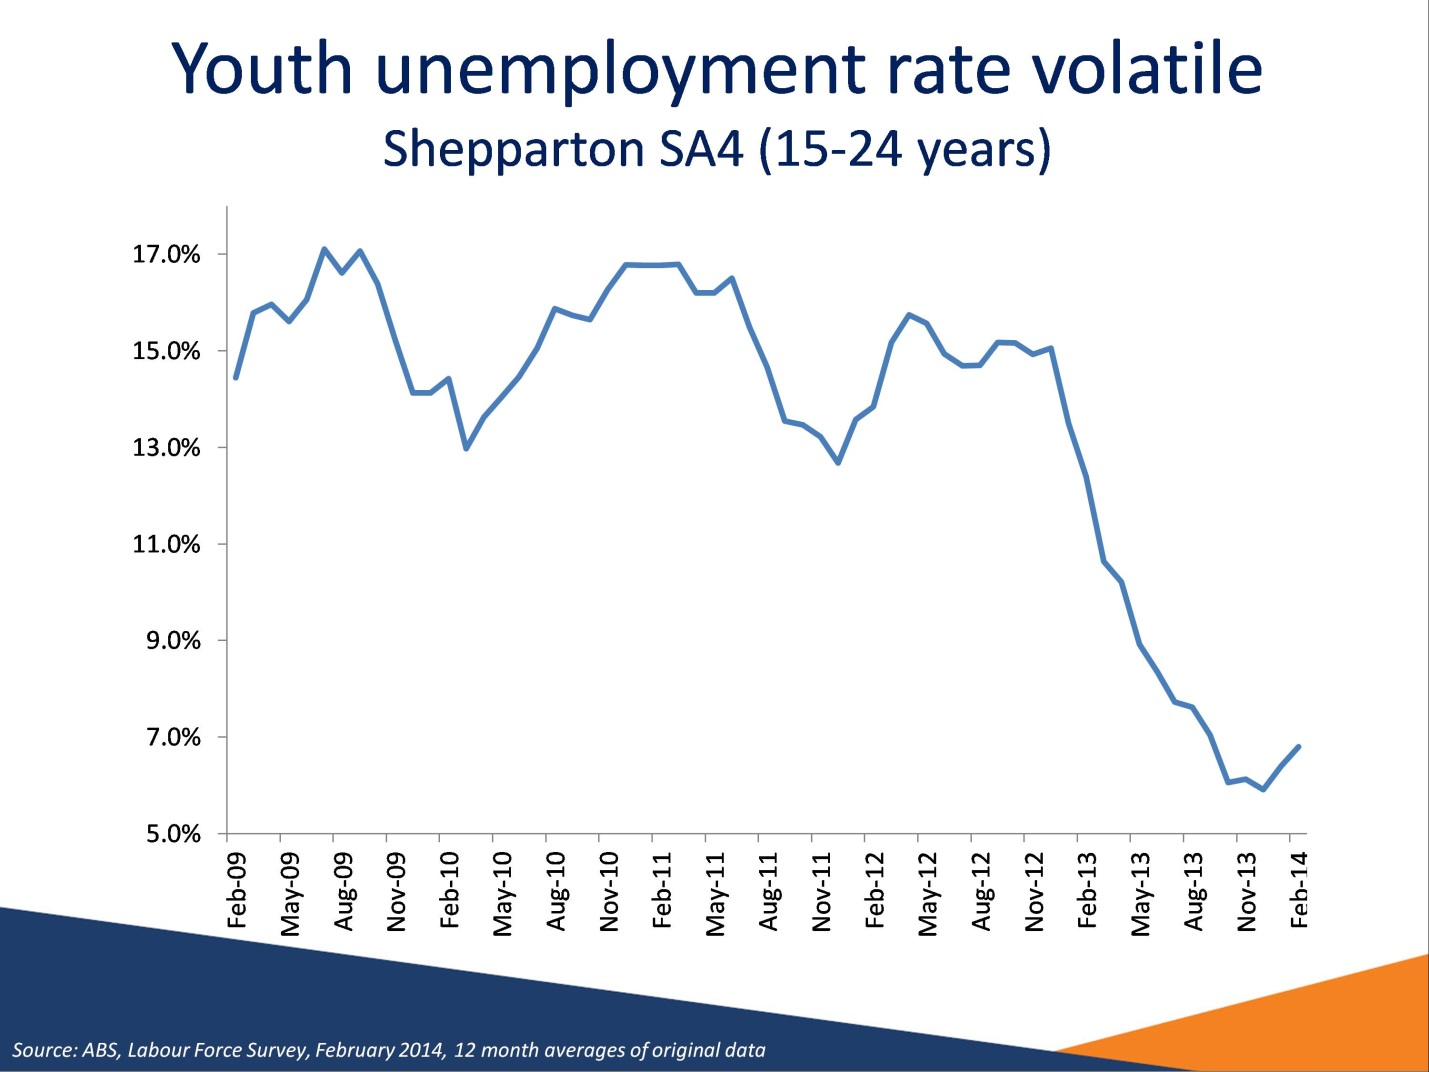 Youth unemployment rate volatile
Shepparton SA4 (15-24 years)
17.0%
15.0%
13.0%
11.0%
9.0%
7.0%
5.0%
Feb-09
May-09
Aug-09
Nov-09
Feb-10
May-10
Aug-10
Nov-10
Feb-11
May-11
Aug-11
Nov-11
Feb-12
May-12
Aug-12
Nov-12
Feb-13
May-13
Aug-13
Nov-13
Feb-14
Source: ABS, Labour Force Survey, February 2014, 12 month averages of original data